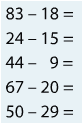 83 – 18 =
24 – 15 =
44 – 9 =
67 – 20 =
50 – 29 =